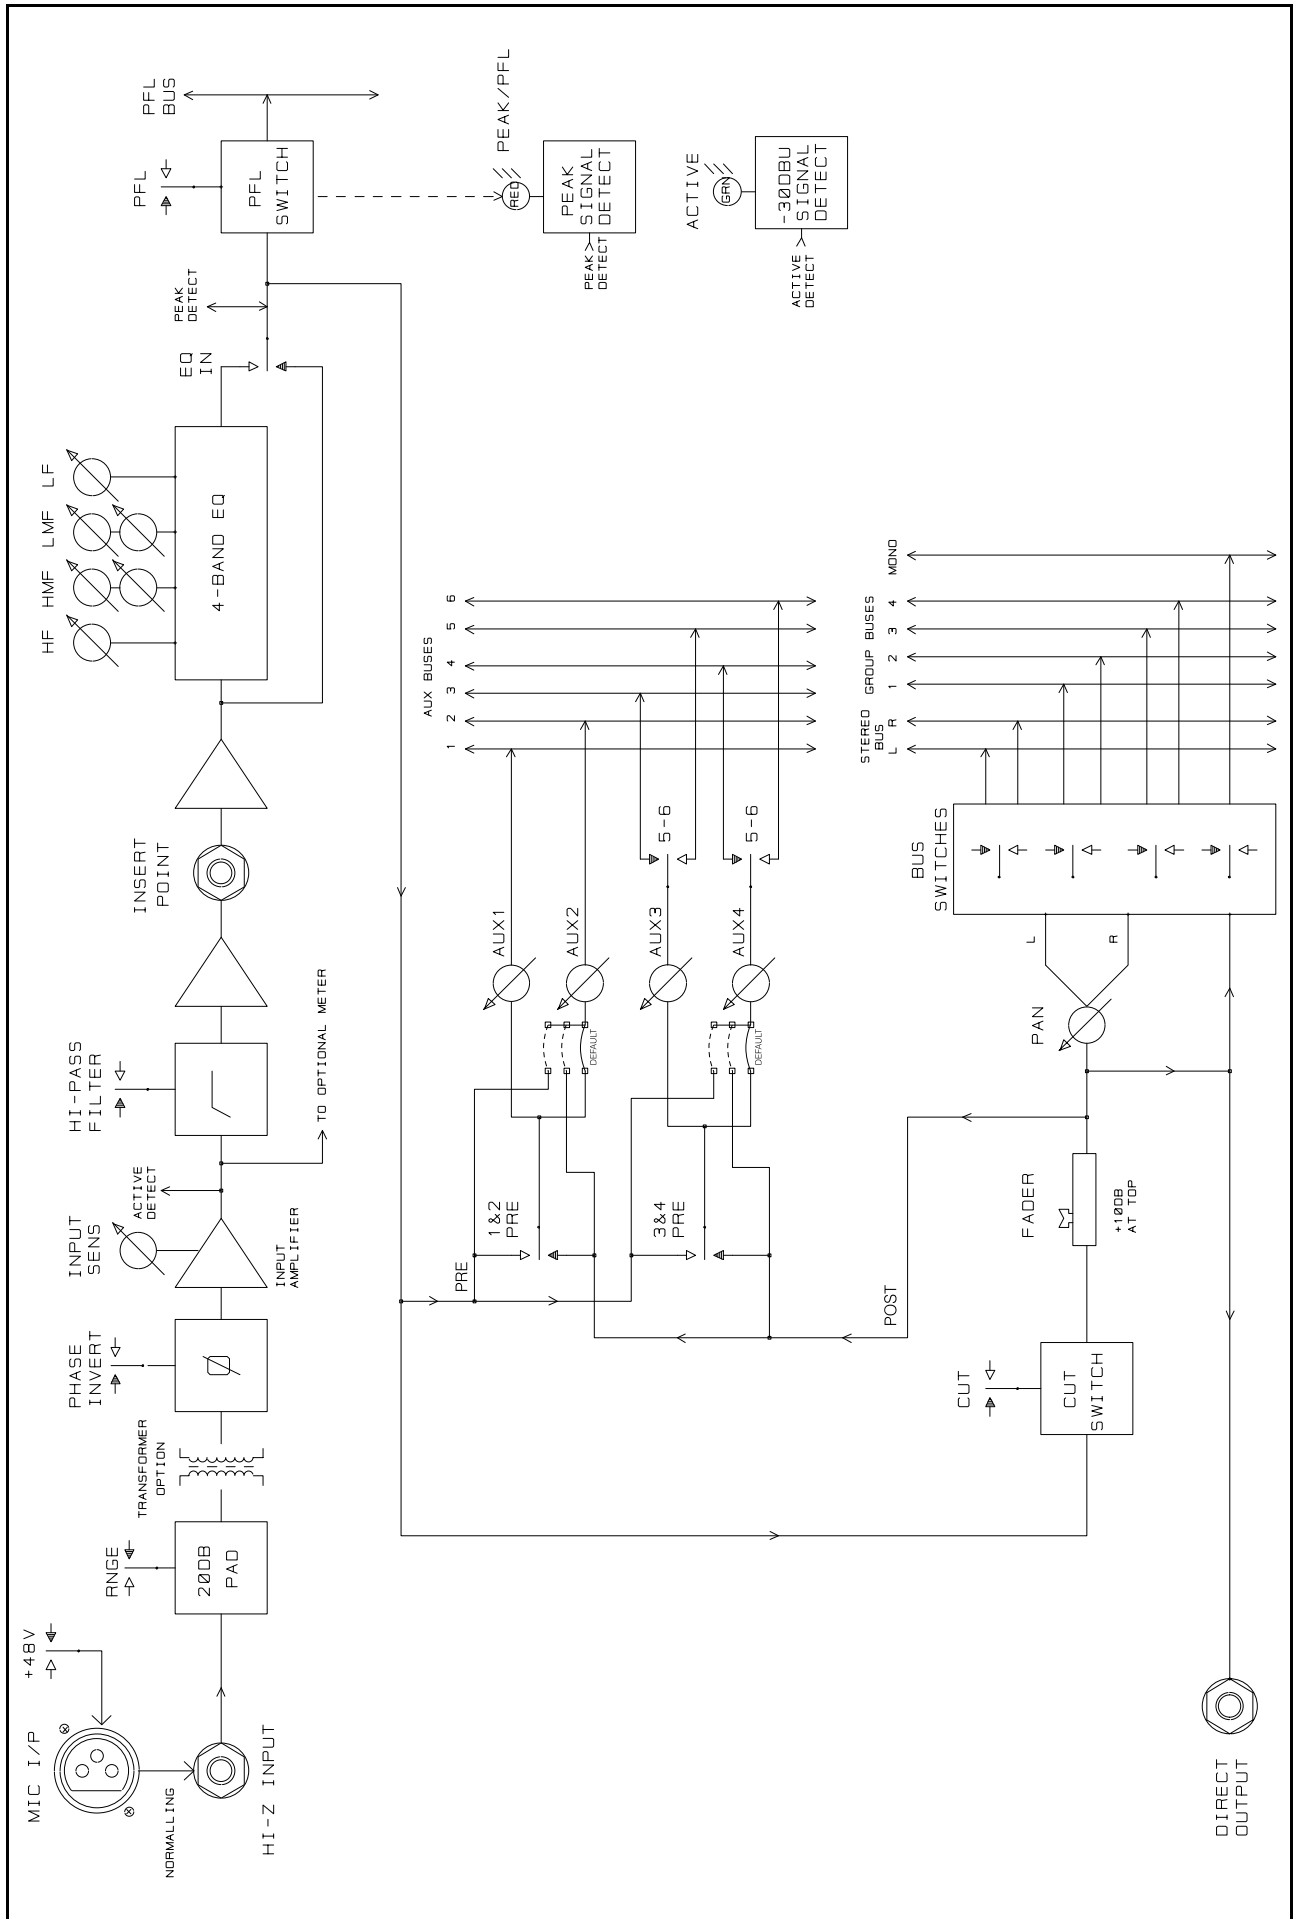 MIC I/P
+48V
NORMALLING
HI-Z INPUT
RNGE
20DB
PAD
TRANSFORMER
OPTION
PHASE
INVERT
Ø
INPUT
SENS
INPUT
AMPLIFIER
ACTIVE
DETECT
TO OPTIONAL METER
HI-PASS
FILTER
INSERT
POINT
HF
HMF
LMF
LF
4-BAND EQ
EQ
IN
PEAK
DETECT
PFL
PFL
SWITCH
PFL
BUS
PEAK/PFL
RED
PEAK
SIGNAL
DETECT
PEAK
DETECT
ACTIVE
GRN
-30DBU
SIGNAL
DETECT
ACTIVE
DETECT
PRE
1&2
PRE
3&4
PRE
POST
DEFAULT
DEFAULT
AUX1
AUX2
AUX3
AUX4
5-6
5-6
AUX BUSES
1
2
3
4
5
6
CUT
CUT
SWITCH
FADER
+10DB
AT TOP
PAN
L
R
BUS
SWITCHES
STEREO
BUS
L
R
GROUP BUSES
1
2
3
4
MONO
DIRECT
OUTPUT